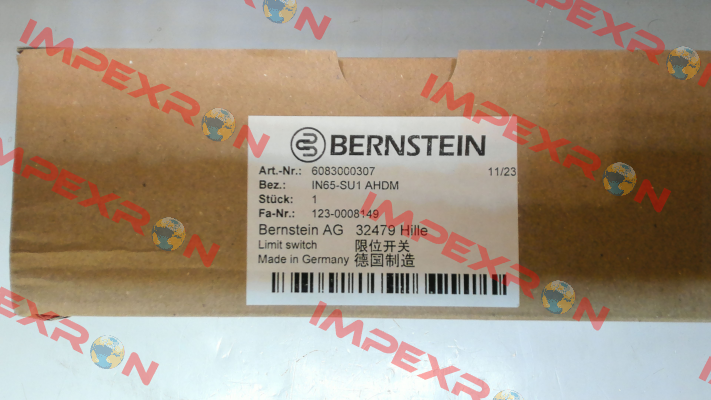 BERNSTEIN
Art.-Nr.: 6083000307 11/23
Bez.: IN65-SU1 AHDM
Stück: 1
Fa-Nr.: 123-0008149
Bernstein AG 32479 Hille
Limit switch 限位开关
Made in Germany 德国制造
IMPEXRON
IMPEXRON
IMPEXRON
IMPEXRON
IMPEXRON
IMPEXRON